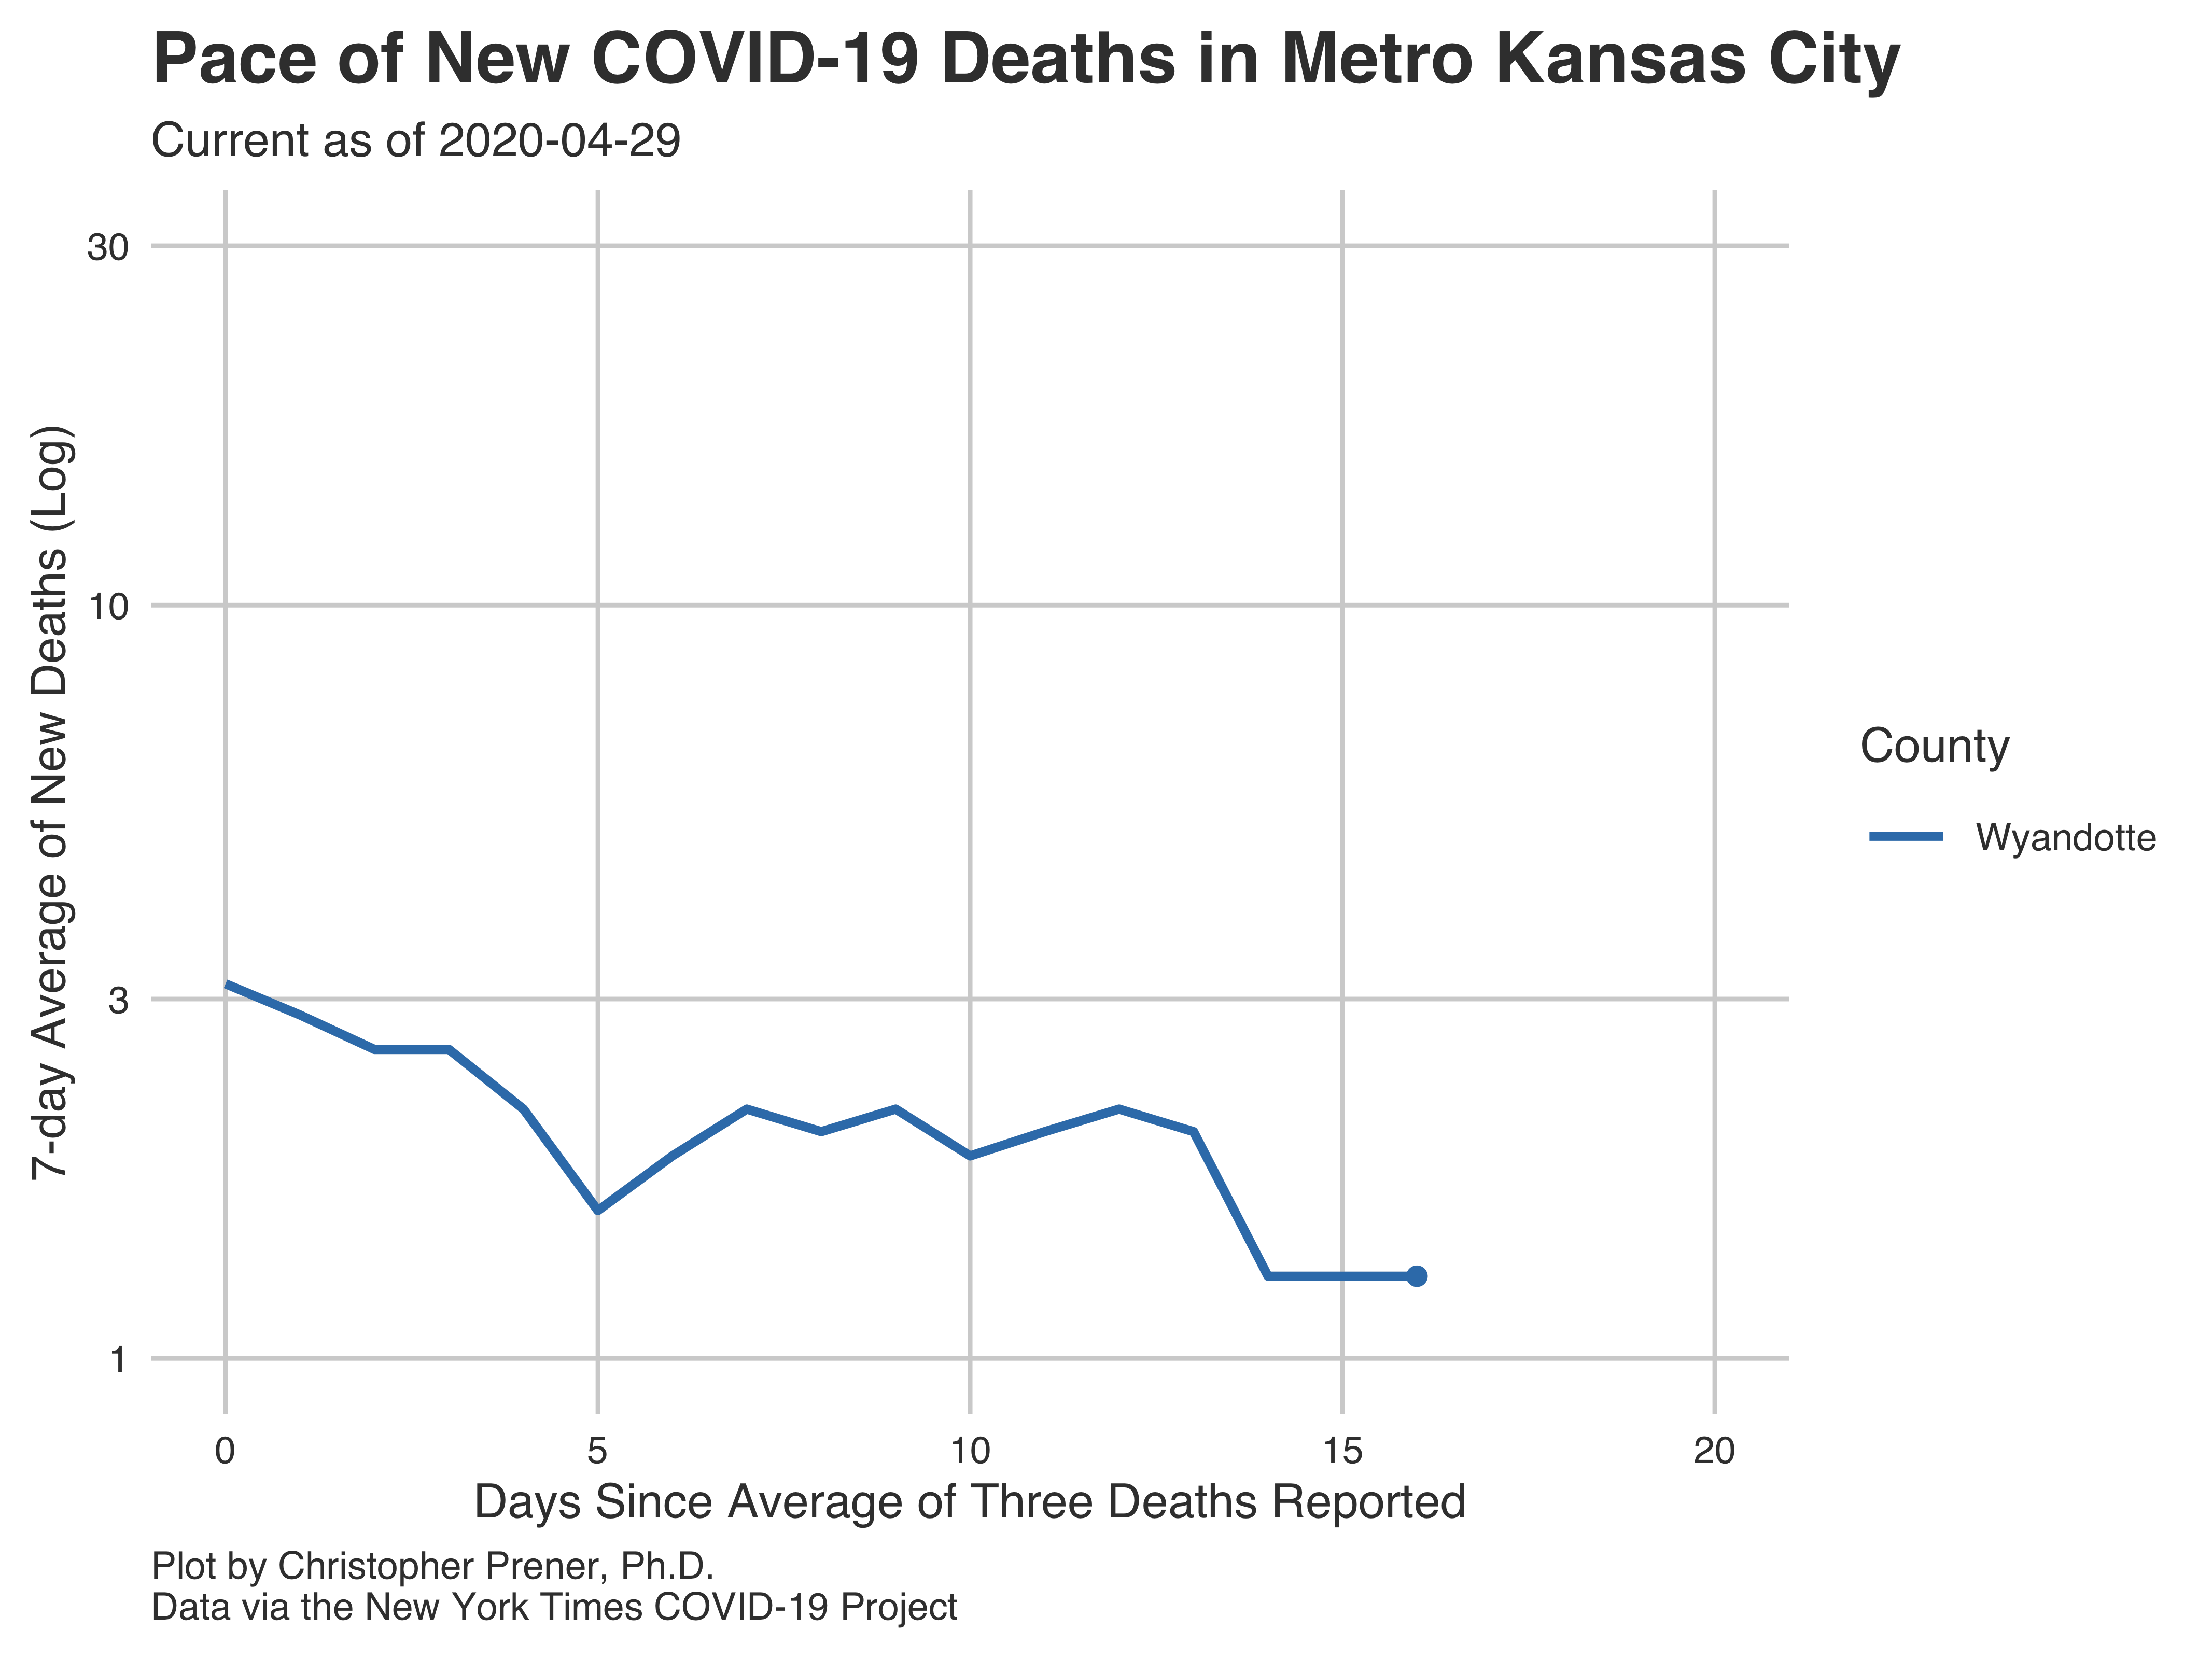 Pace of New COVID-19 Deaths in Metro Kansas City
Current as of 2020-04-29
7-day Average of New Deaths (Log)
30
10
3
1
0
5
10
15
20
Days Since Average of Three Deaths Reported
County
Wyandotte
Plot by Christopher Prener, Ph.D.
Data via the New York Times COVID-19 Project